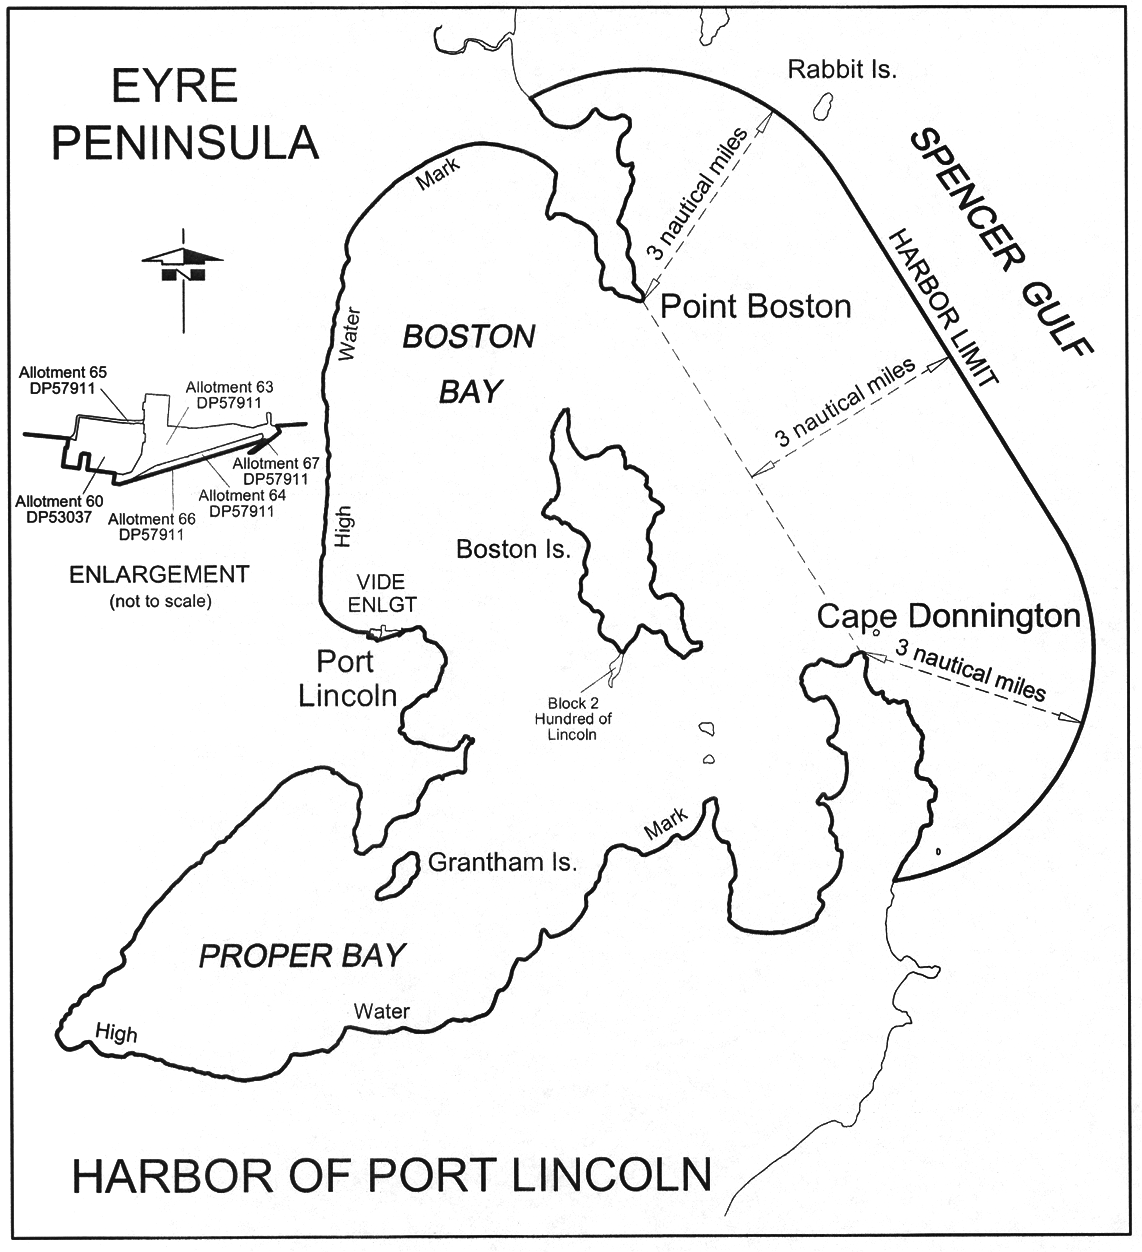 EYRE
PENINSULA
Rabbit Is.
SPENCER GULF
Mark
3 nautical miles
HARBOR LIMIT
N
Point Boston
Water
BOSTON
BAY
3 nautical miles
Allotment 65
DP57911
Allotment 63
DP57911
Allotment 67
DP57911
Allotment 64
DP57911
Allotment 60
DP53037
Allotment 66
DP57911
ENLARGEMENT
(not to scale)
High
Boston Is.
VIDE
ENLGT
Cape Donnington
3 nautical miles
Port
Lincoln
Block 2
Hundred of
Lincoln
Mark
Grantham Is.
PROPER BAY
Water
High
HARBOR OF PORT LINCOLN